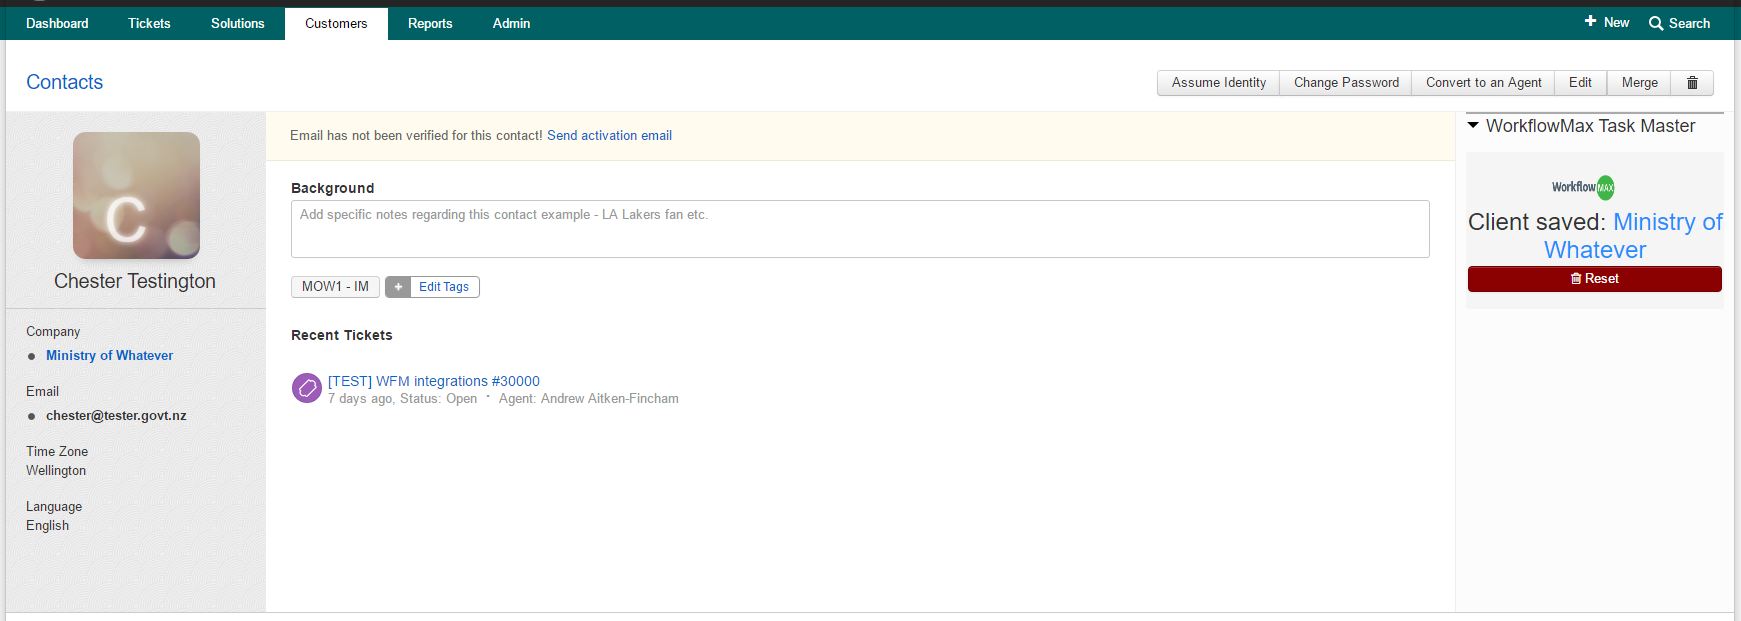 Dashboard Tickets Solutions Customers Reports Admin New Search
Contacts
Assume Identity Change Password Convert to an Agent Edit Merge
C
Chester Testington
Company
Ministry of Whatever
Email
chester@tester.govt.nz
Time Zone
Wellington
Language
English
Email has not been verified for this contact! Send activation email
Background
Add specific notes regarding this contact example - LA Lakers fan etc.
MOW1 - IM + Edit Tags
Recent Tickets
[TEST] WFM integrations #30000
7 days ago, Status: Open · Agent: Andrew Aitken-Fincham
WorkflowMax Task Master
WorkflowMAX
Client saved: Ministry of
Whatever
Reset